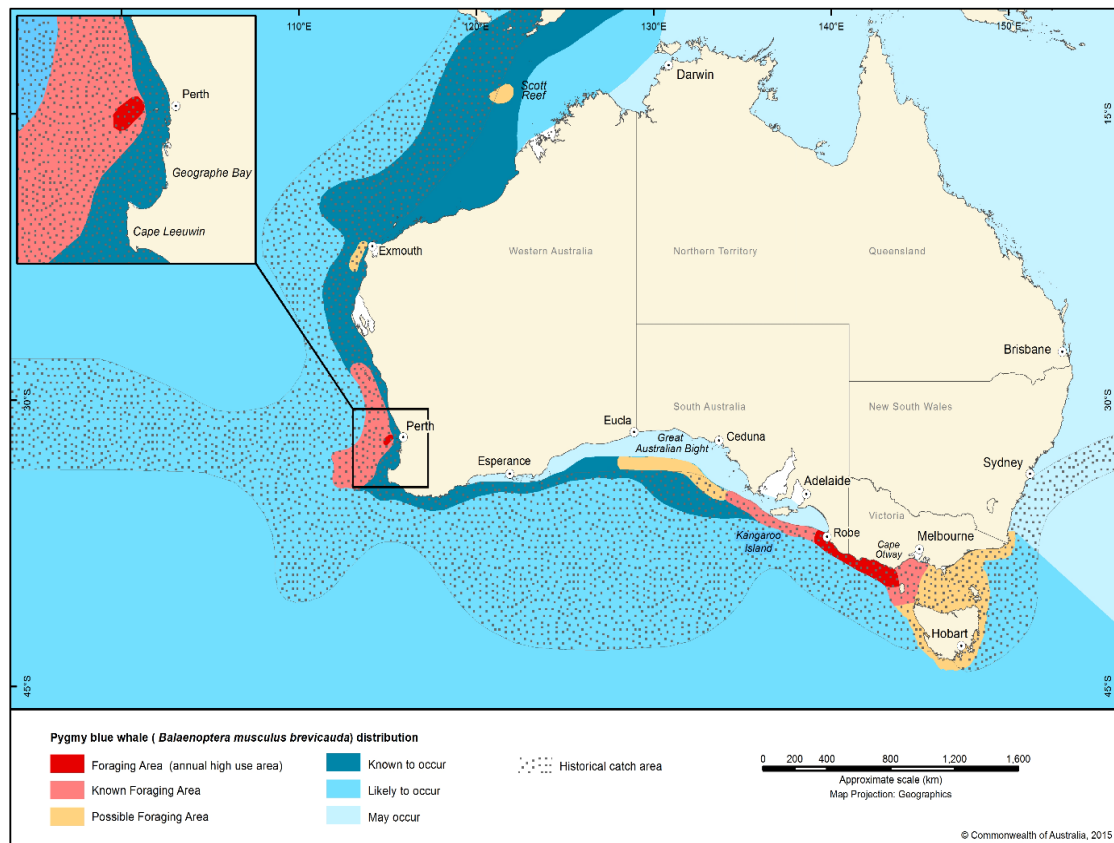 110°E
120°E
130°E
140°E
150°E
Perth
Geographe Bay
Cape Leeuwin
Scott
Reef
Darwin
15°S
Exmouth
Western Australia
Northern Territory
Queensland
Brisbane
30°S
30°S
Perth
South Australia
New South Wales
Eucla
Great
Australian Bight
Ceduna
Esperance
Sydney
Adelaide
Victoria
Kangaroo
Island
Robe
Cape
Otway
Melbourne
Hobart
45°S
45°S
Pygmy blue whale ( Balaenoptera musculus brevicauda) distribution
Foraging Area (annual high use area)
Known Foraging Area
Possible Foraging Area
Known to occur
Likely to occur
May occur
Historical catch area
0 200 400 800 1,200 1,600
Approximate scale (km)
Map Projection: Geographics
© Commonwealth of Australia, 2015